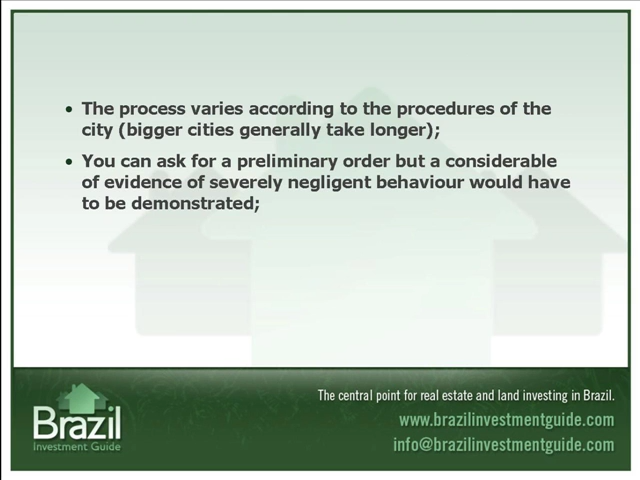 • The process varies according to the procedures of the
city (bigger cities generally take longer);
• You can ask for a preliminary order but a considerable
of evidence of severely negligent behaviour would have
to be demonstrated;
The central point for real estate and land investing in Brazil.
www.brazilinvestmentguide.com
info@brazilinvestmentguide.com
Brazil
Investment Guide